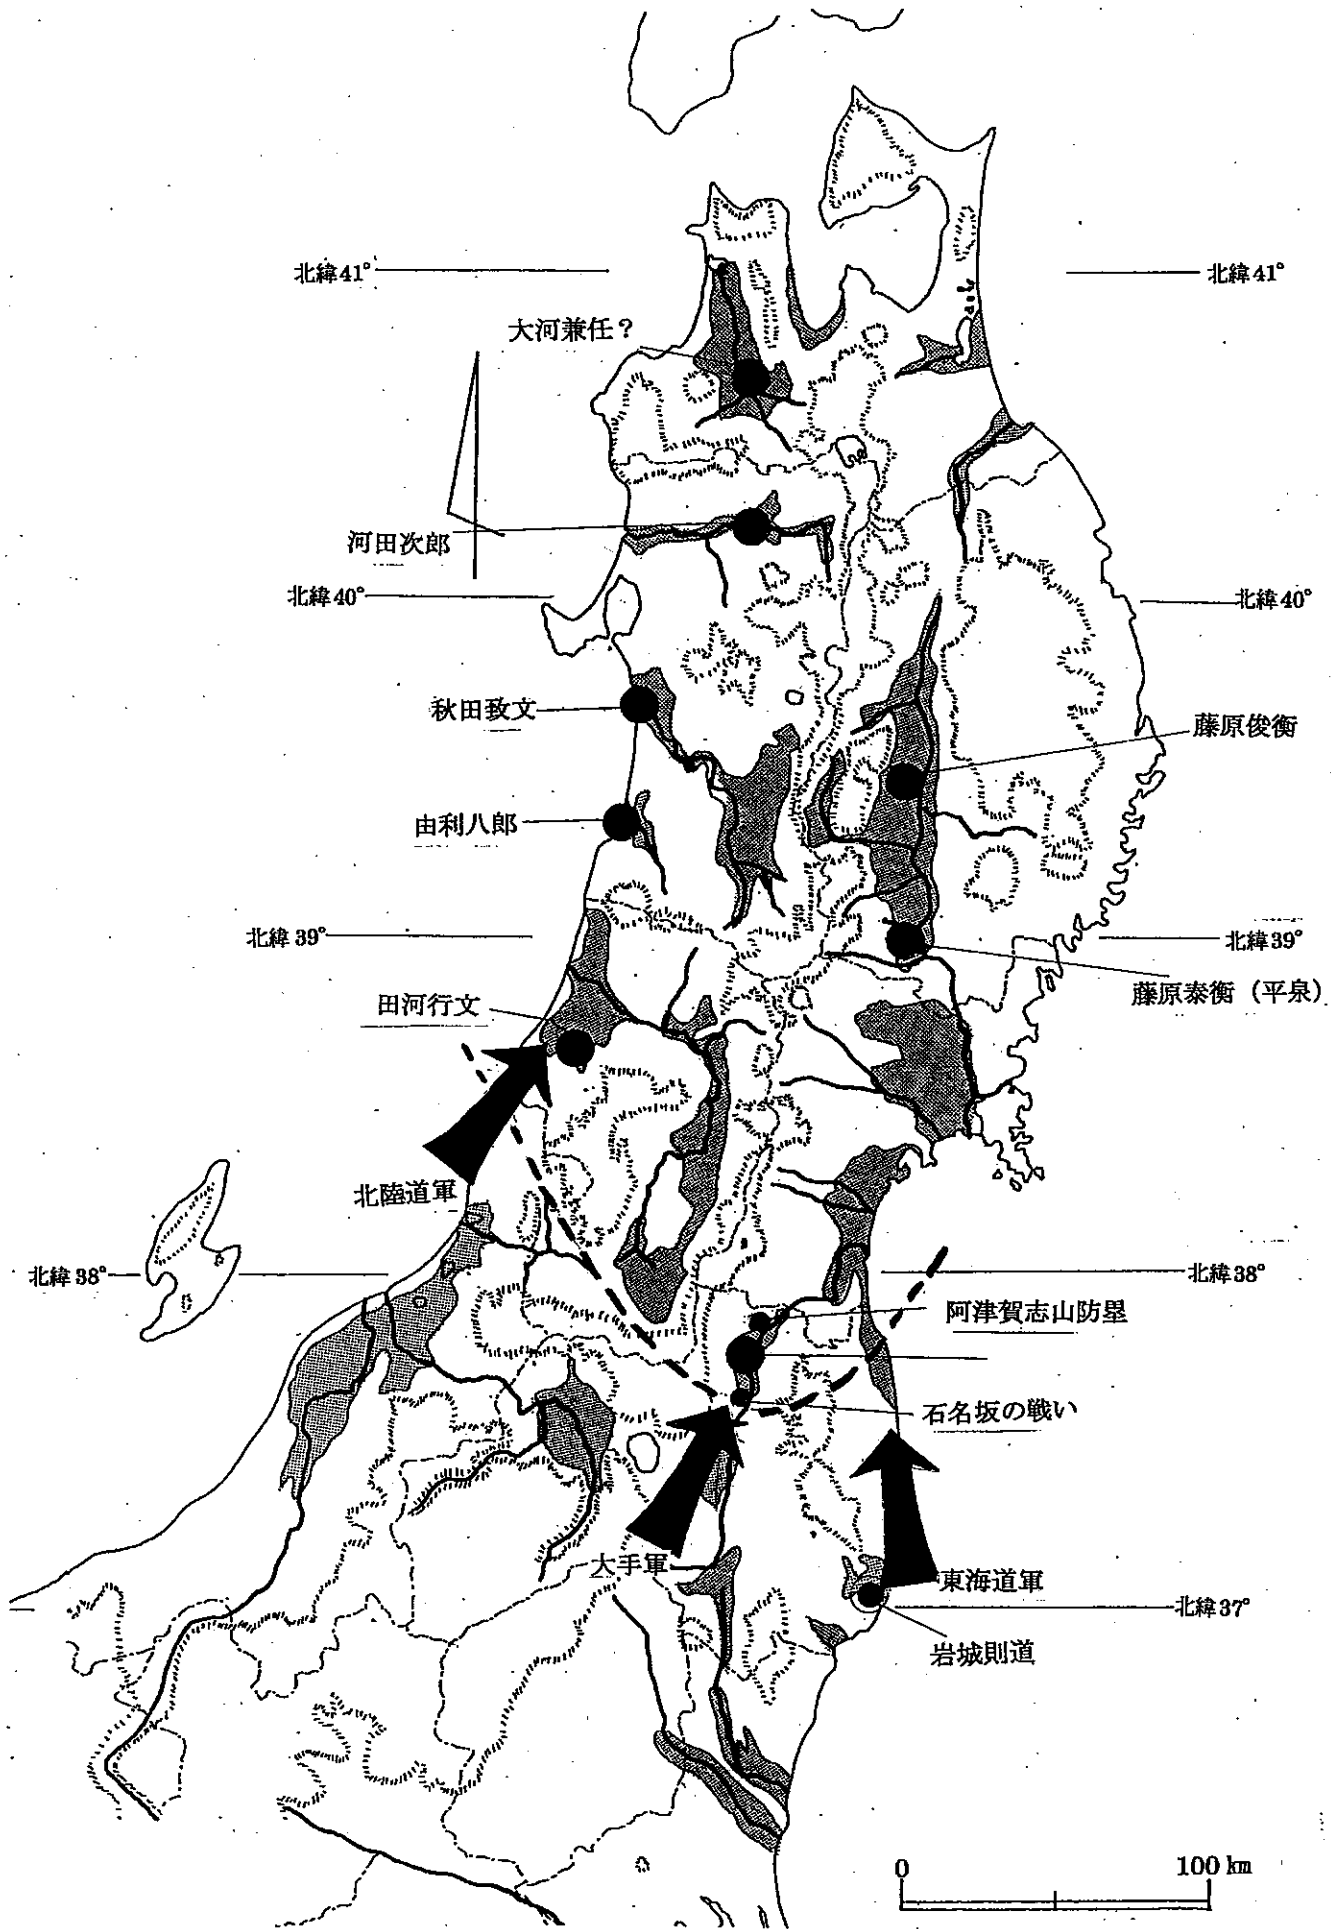 北緯41°
北緯41°
大河兼任？
河田次郎
北緯40°
北緯40°
秋田致文
藤原俊衡
由利八郎
北緯39°
北緯39°
藤原泰衡（平泉）
田河行文
北陸道軍
北緯38°
北緯38°
阿津賀志山防塁
石名坂の戦い
大手軍
東海道軍
北緯37°
岩城則道
0
100 km